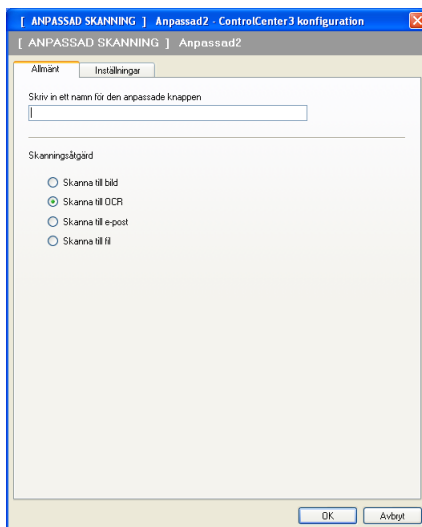 [ ANPASSAD SKANNING ] Anpassad2 - ControlCenter3 konfiguration
[ ANPASSAD SKANNING ] Anpassad2
Allmänt Inställningar
Skriv in ett namn för den anpassade knappen
Skanningsåtgärd
Skanna till bild
Skanna till OCR
Skanna till e-post
Skanna till fil
OK Avbryt